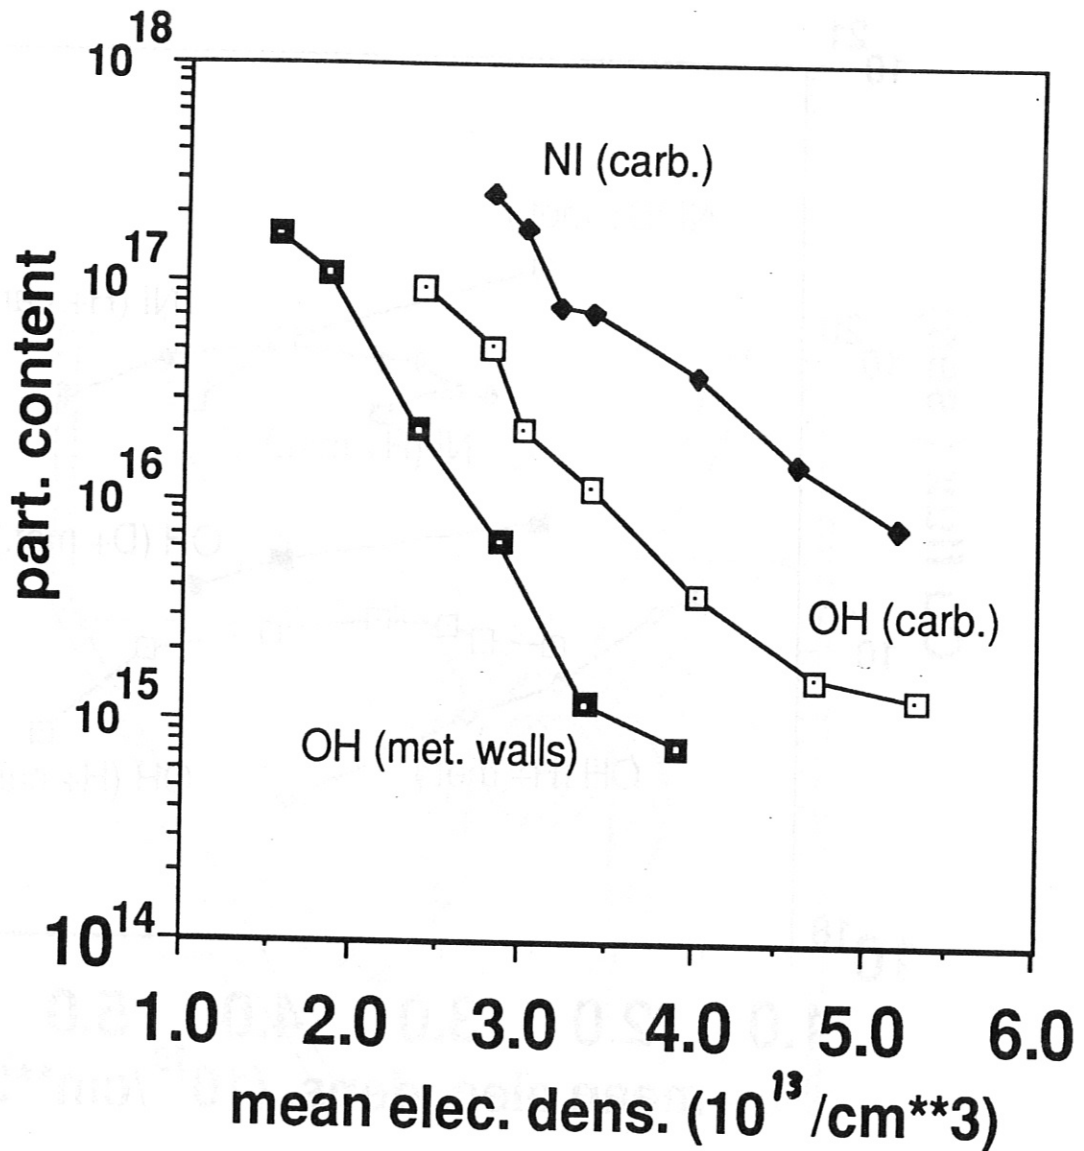 10^18
NI (carb.)
10^17
part. content
10^16
OH (carb.)
10^15
OH (met. walls)
10^14
1.0 2.0 3.0 4.0 5.0 6.0
mean elec. dens. (10^13 /cm**3)